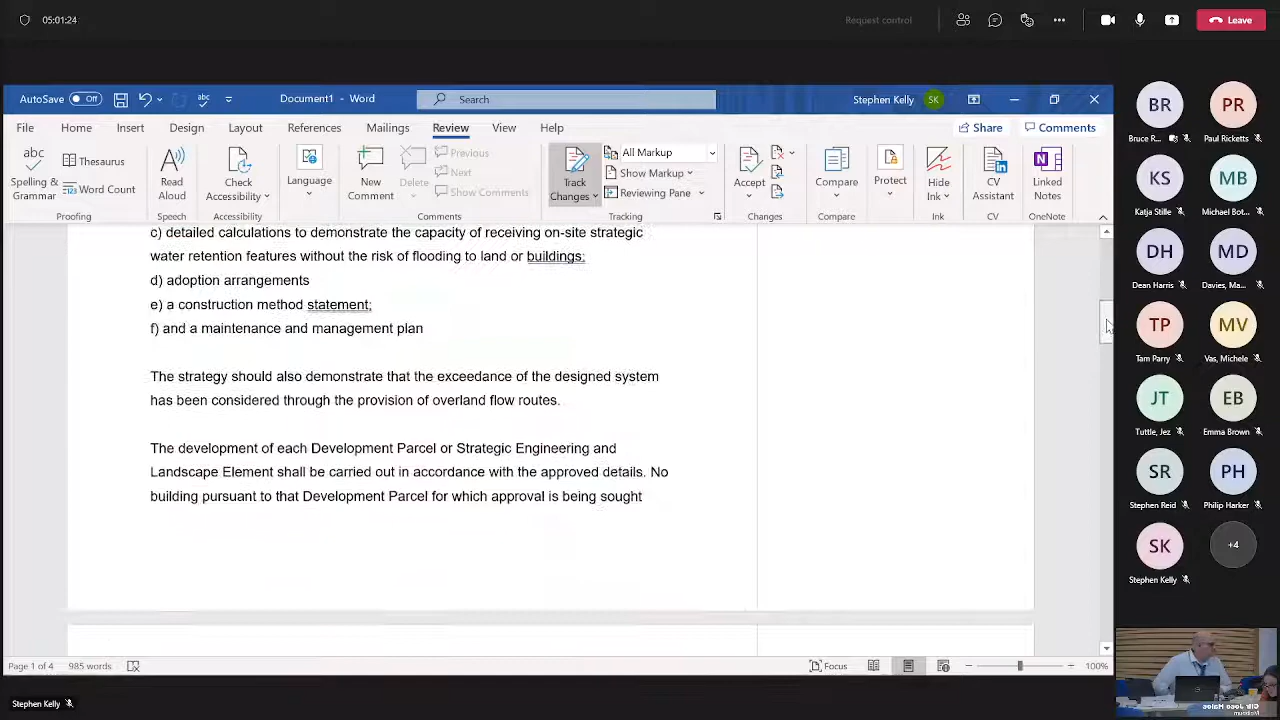 05:01:24
Request control
Leave
AutoSave Off
Document1 - Word
Search
Stephen Kelly SK
File Home Insert Design Layout References Mailings Review View Help
Share Comments
abc
Spelling &
Grammar
Thesaurus
Word Count
Proofing
Read
Aloud
Speech
Check
Accessibility
Accessibility
Language
New
Comment
Delete
Previous
Next
Show Comments
Comments
Track
Changes
All Markup
Show Markup
Reviewing Pane
Tracking
Accept
Changes
Compare
Compare
Protect
Hide
Ink
Ink
CV
Assistant
CV
Linked
Notes
OneNote
c) detailed calculations to demonstrate the capacity of receiving on-site strategic
water retention features without the risk of flooding to land or buildings;
d) adoption arrangements
e) a construction method statement;
f) and a maintenance and management plan
The strategy should also demonstrate that the exceedance of the designed system
has been considered through the provision of overland flow routes.
The development of each Development Parcel or Strategic Engineering and
Landscape Element shall be carried out in accordance with the approved details. No
building pursuant to that Development Parcel for which approval is being sought
Page 1 of 4 985 words
Focus
100%
Stephen Kelly
BR PR
Bruce R... Paul Ricketts
KS MB
Katja Stille Michael Bot...
DH MD
Dean Harris Davies, Ma...
TP MV
Tam Parry Vas, Michele
JT EB
Tuttle, Jez Emma Brown
SR PH
Stephen Reid Philip Harker
SK +4
Stephen Kelly